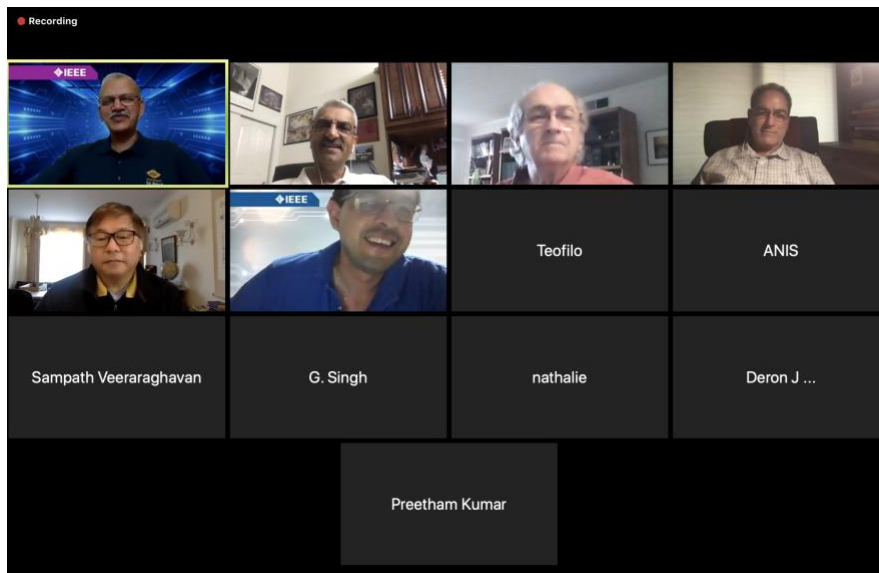 Recording
IEEE
IEEE
Teofilo
ANIS
Sampath Veeraraghavan
G. Singh
nathalie
Deron J ...
Preetham Kumar